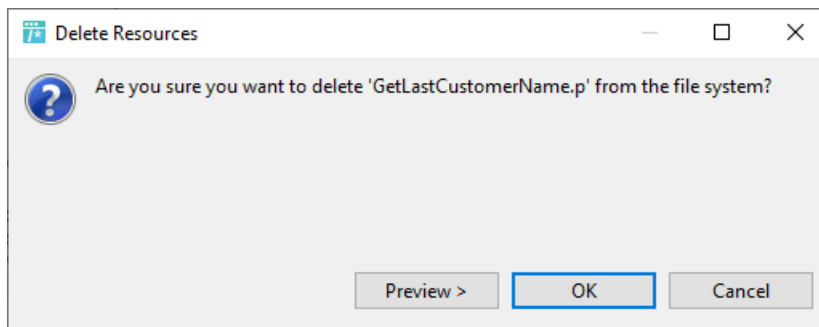 Delete Resources
Are you sure you want to delete 'GetLastCustomerName.p' from the file system?
Preview > OK Cancel